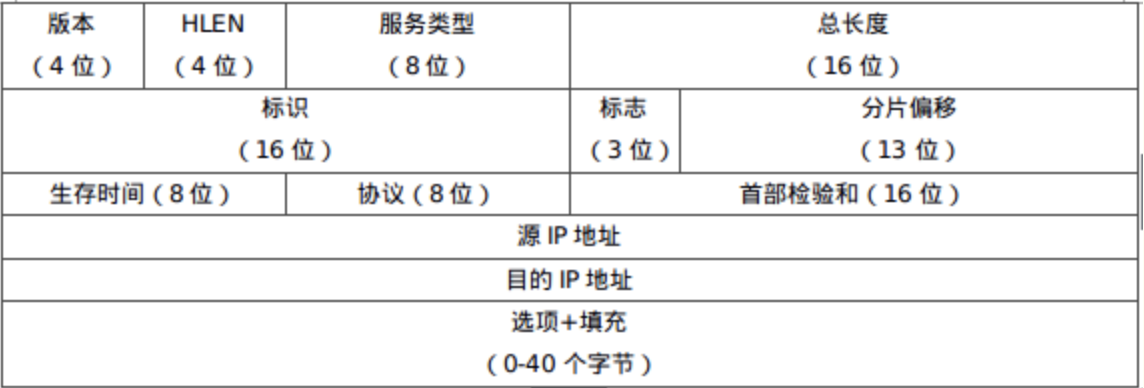 版本 HLEN 服务类型 总长度
（4 位） （4 位） （8 位） （16 位）
标识 标志 分片偏移
（16 位） （3 位） （13 位）
生存时间（8 位） 协议（8 位） 首部检验和（16 位）
源 IP 地址
目的 IP 地址
选项+填充
（0-40 个字节）